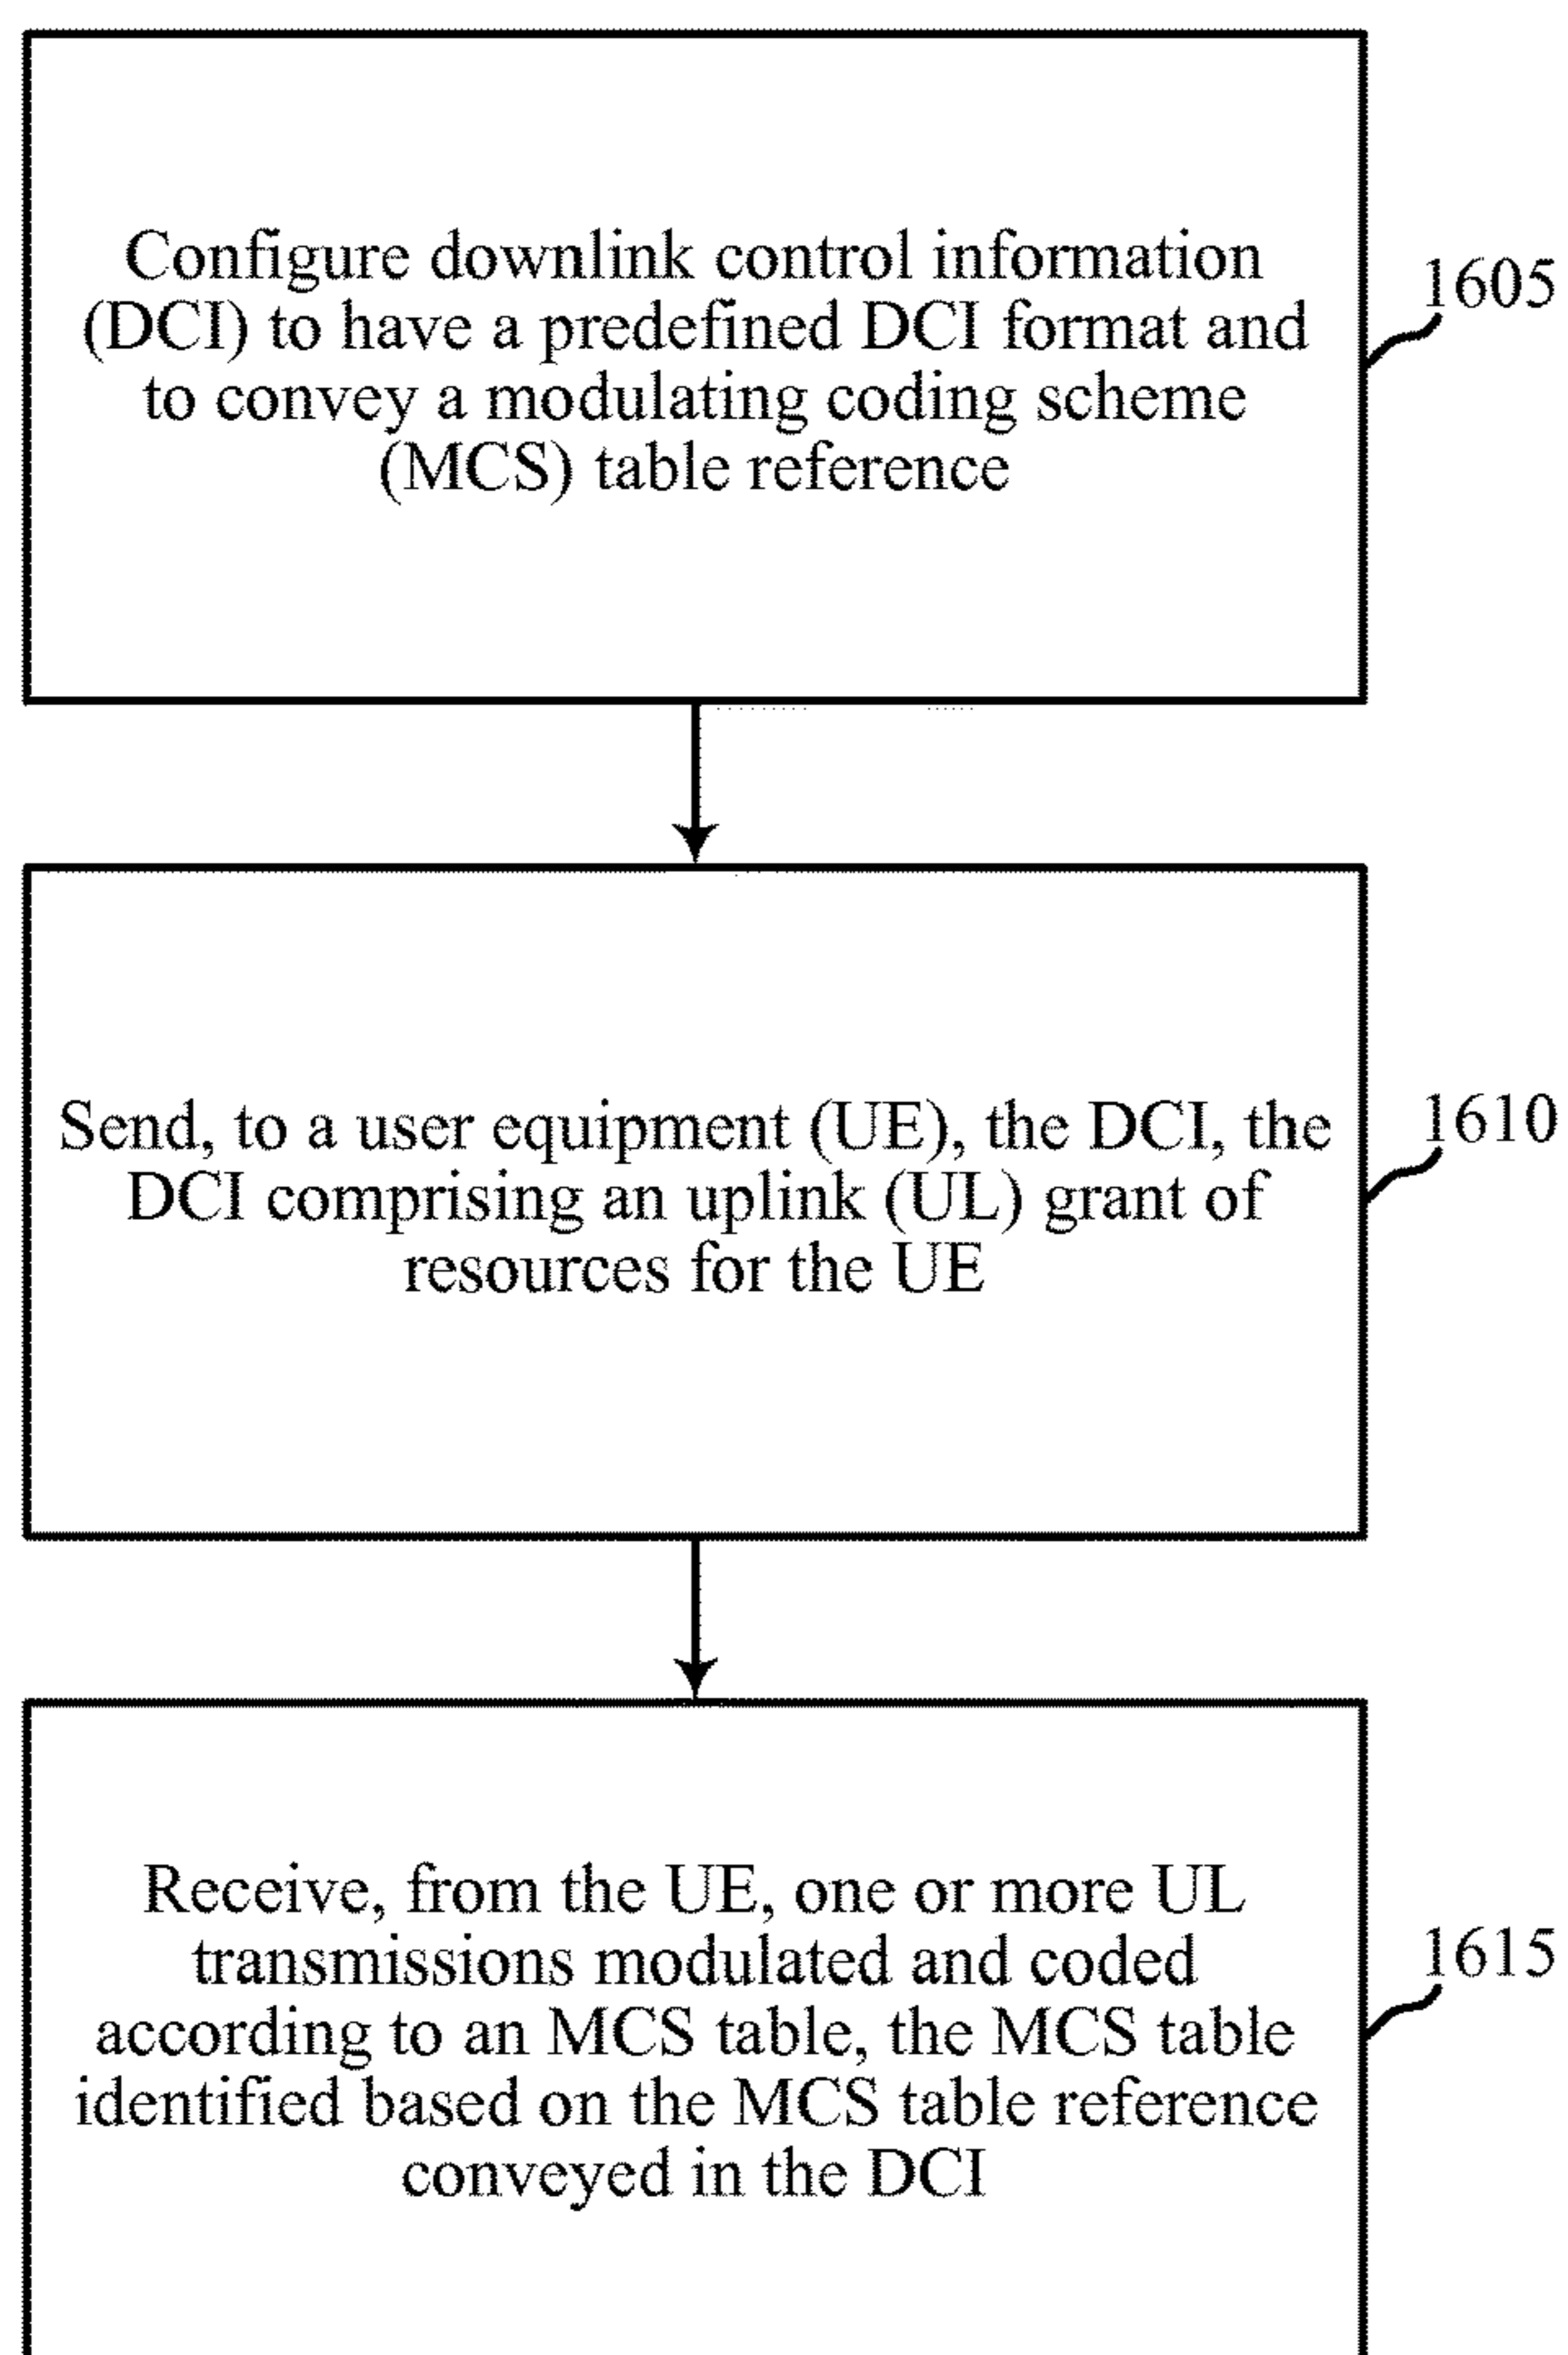 Configure downlink control information
(DCI) to have a predefined DCI format and
to convey a modulating coding scheme
(MCS) table reference
1605
Send, to a user equipment (UE), the DCI, the
DCI comprising an uplink (UL) grant of
resources for the UE
1610
Receive, from the UE, one or more UL
transmissions modulated and coded
according to an MCS table, the MCS table
identified based on the MCS table reference
conveyed in the DCI
1615